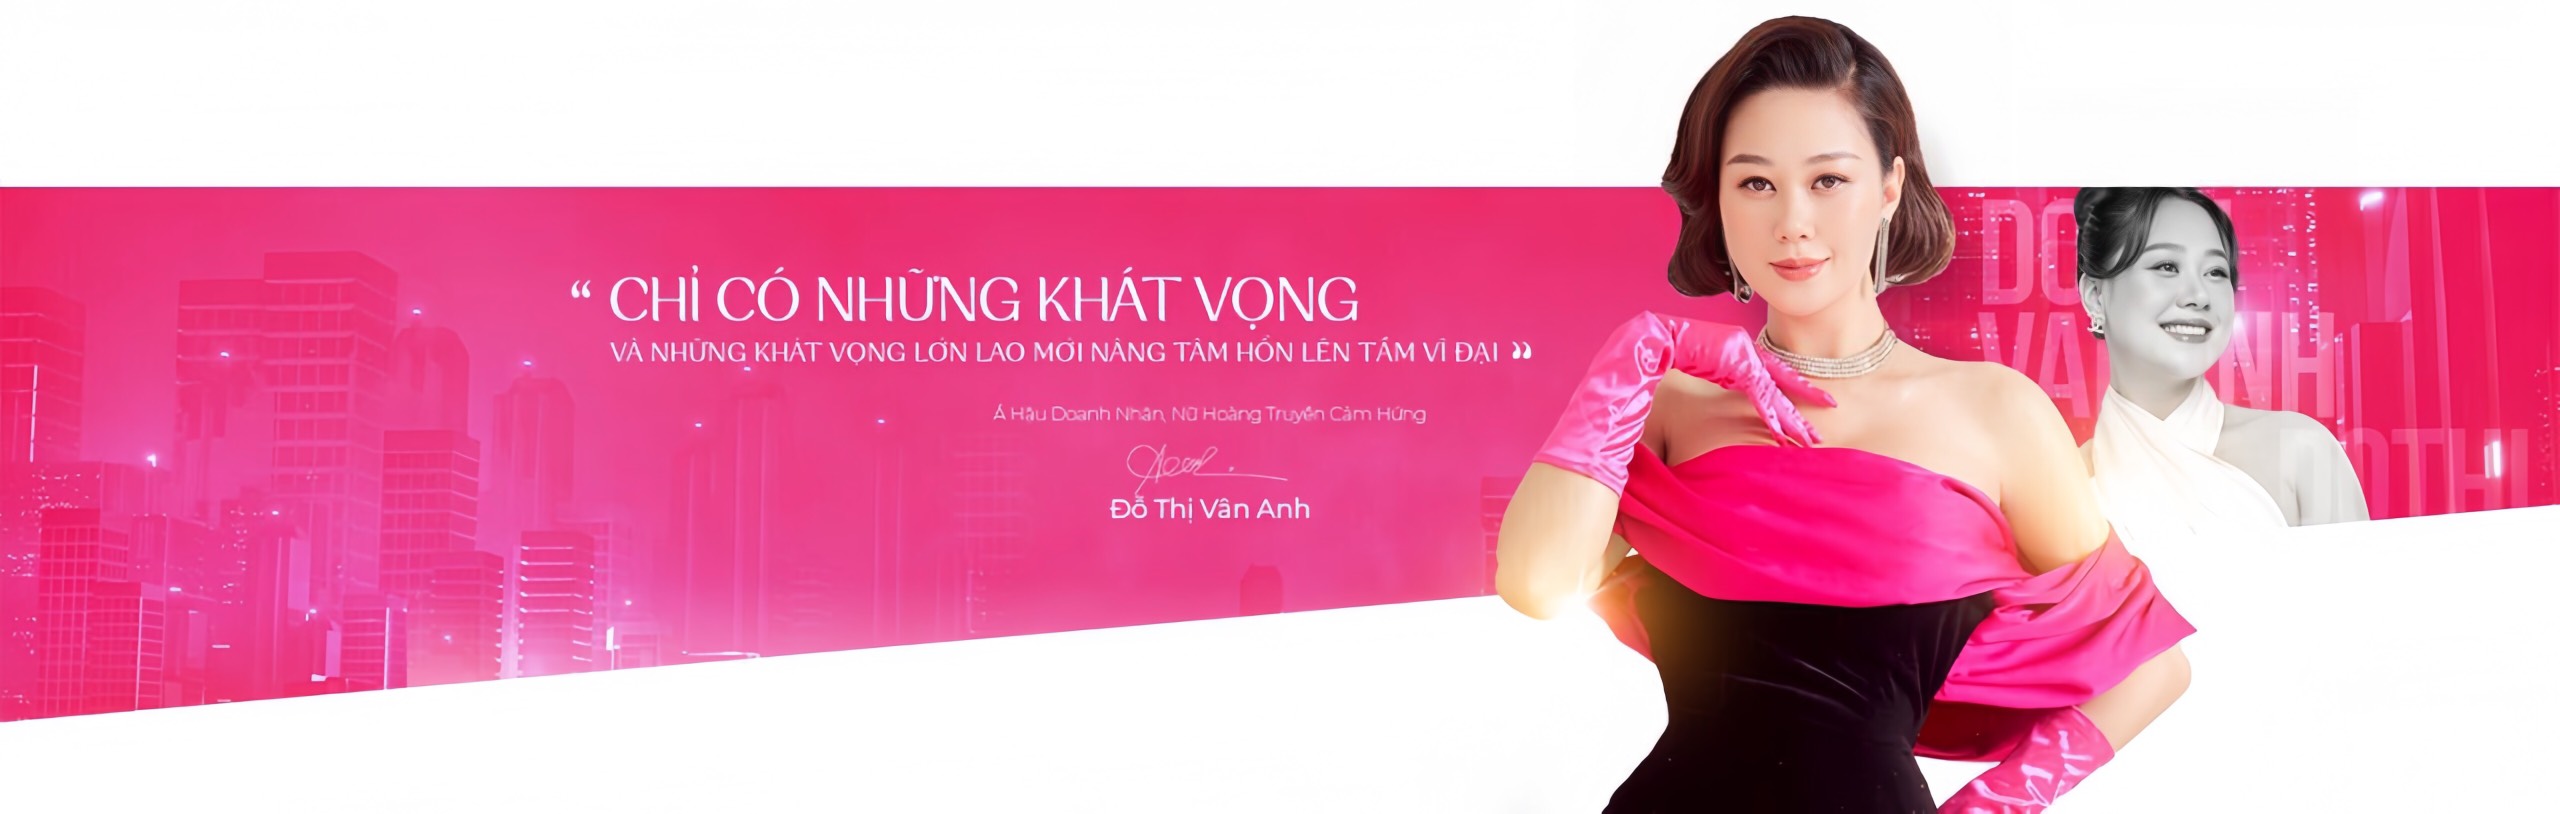 “ CHỈ CÓ NHỮNG KHÁT VỌNG
VÀ NHỮNG KHÁT VỌNG LỚN LAO MỚI NÂNG TÂM HỒN LÊN TẦM VĨ ĐẠI ”
Á Hậu Doanh Nhân, Nữ Hoàng Truyền Cảm Hứng
Đỗ Thị Vân Anh
DOTHI